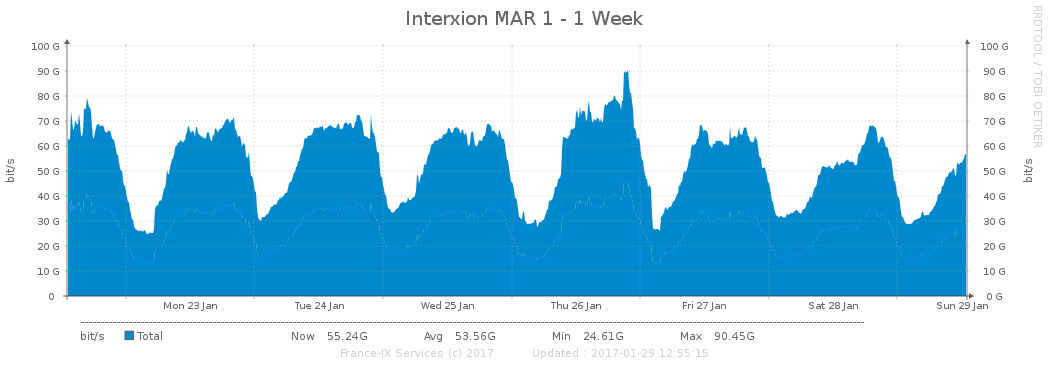 Interxion MAR 1 - 1 Week
RRDTOOL / TOBI OETIKER
100 G 100 G
90 G 90 G
80 G 80 G
70 G 70 G
60 G 60 G
50 G 50 G
40 G 40 G
30 G 30 G
20 G 20 G
10 G 10 G
0 0 G
bit/s
bit/s
Mon 23 Jan Tue 24 Jan Wed 25 Jan Thu 26 Jan Fri 27 Jan Sat 28 Jan Sun 29 Jan
bit/s Total Now 55.24G Avg 53.56G Min 24.61G Max 90.45G
France-IX Services (c) 2017 Updated : 2017-01-29 12:55:15